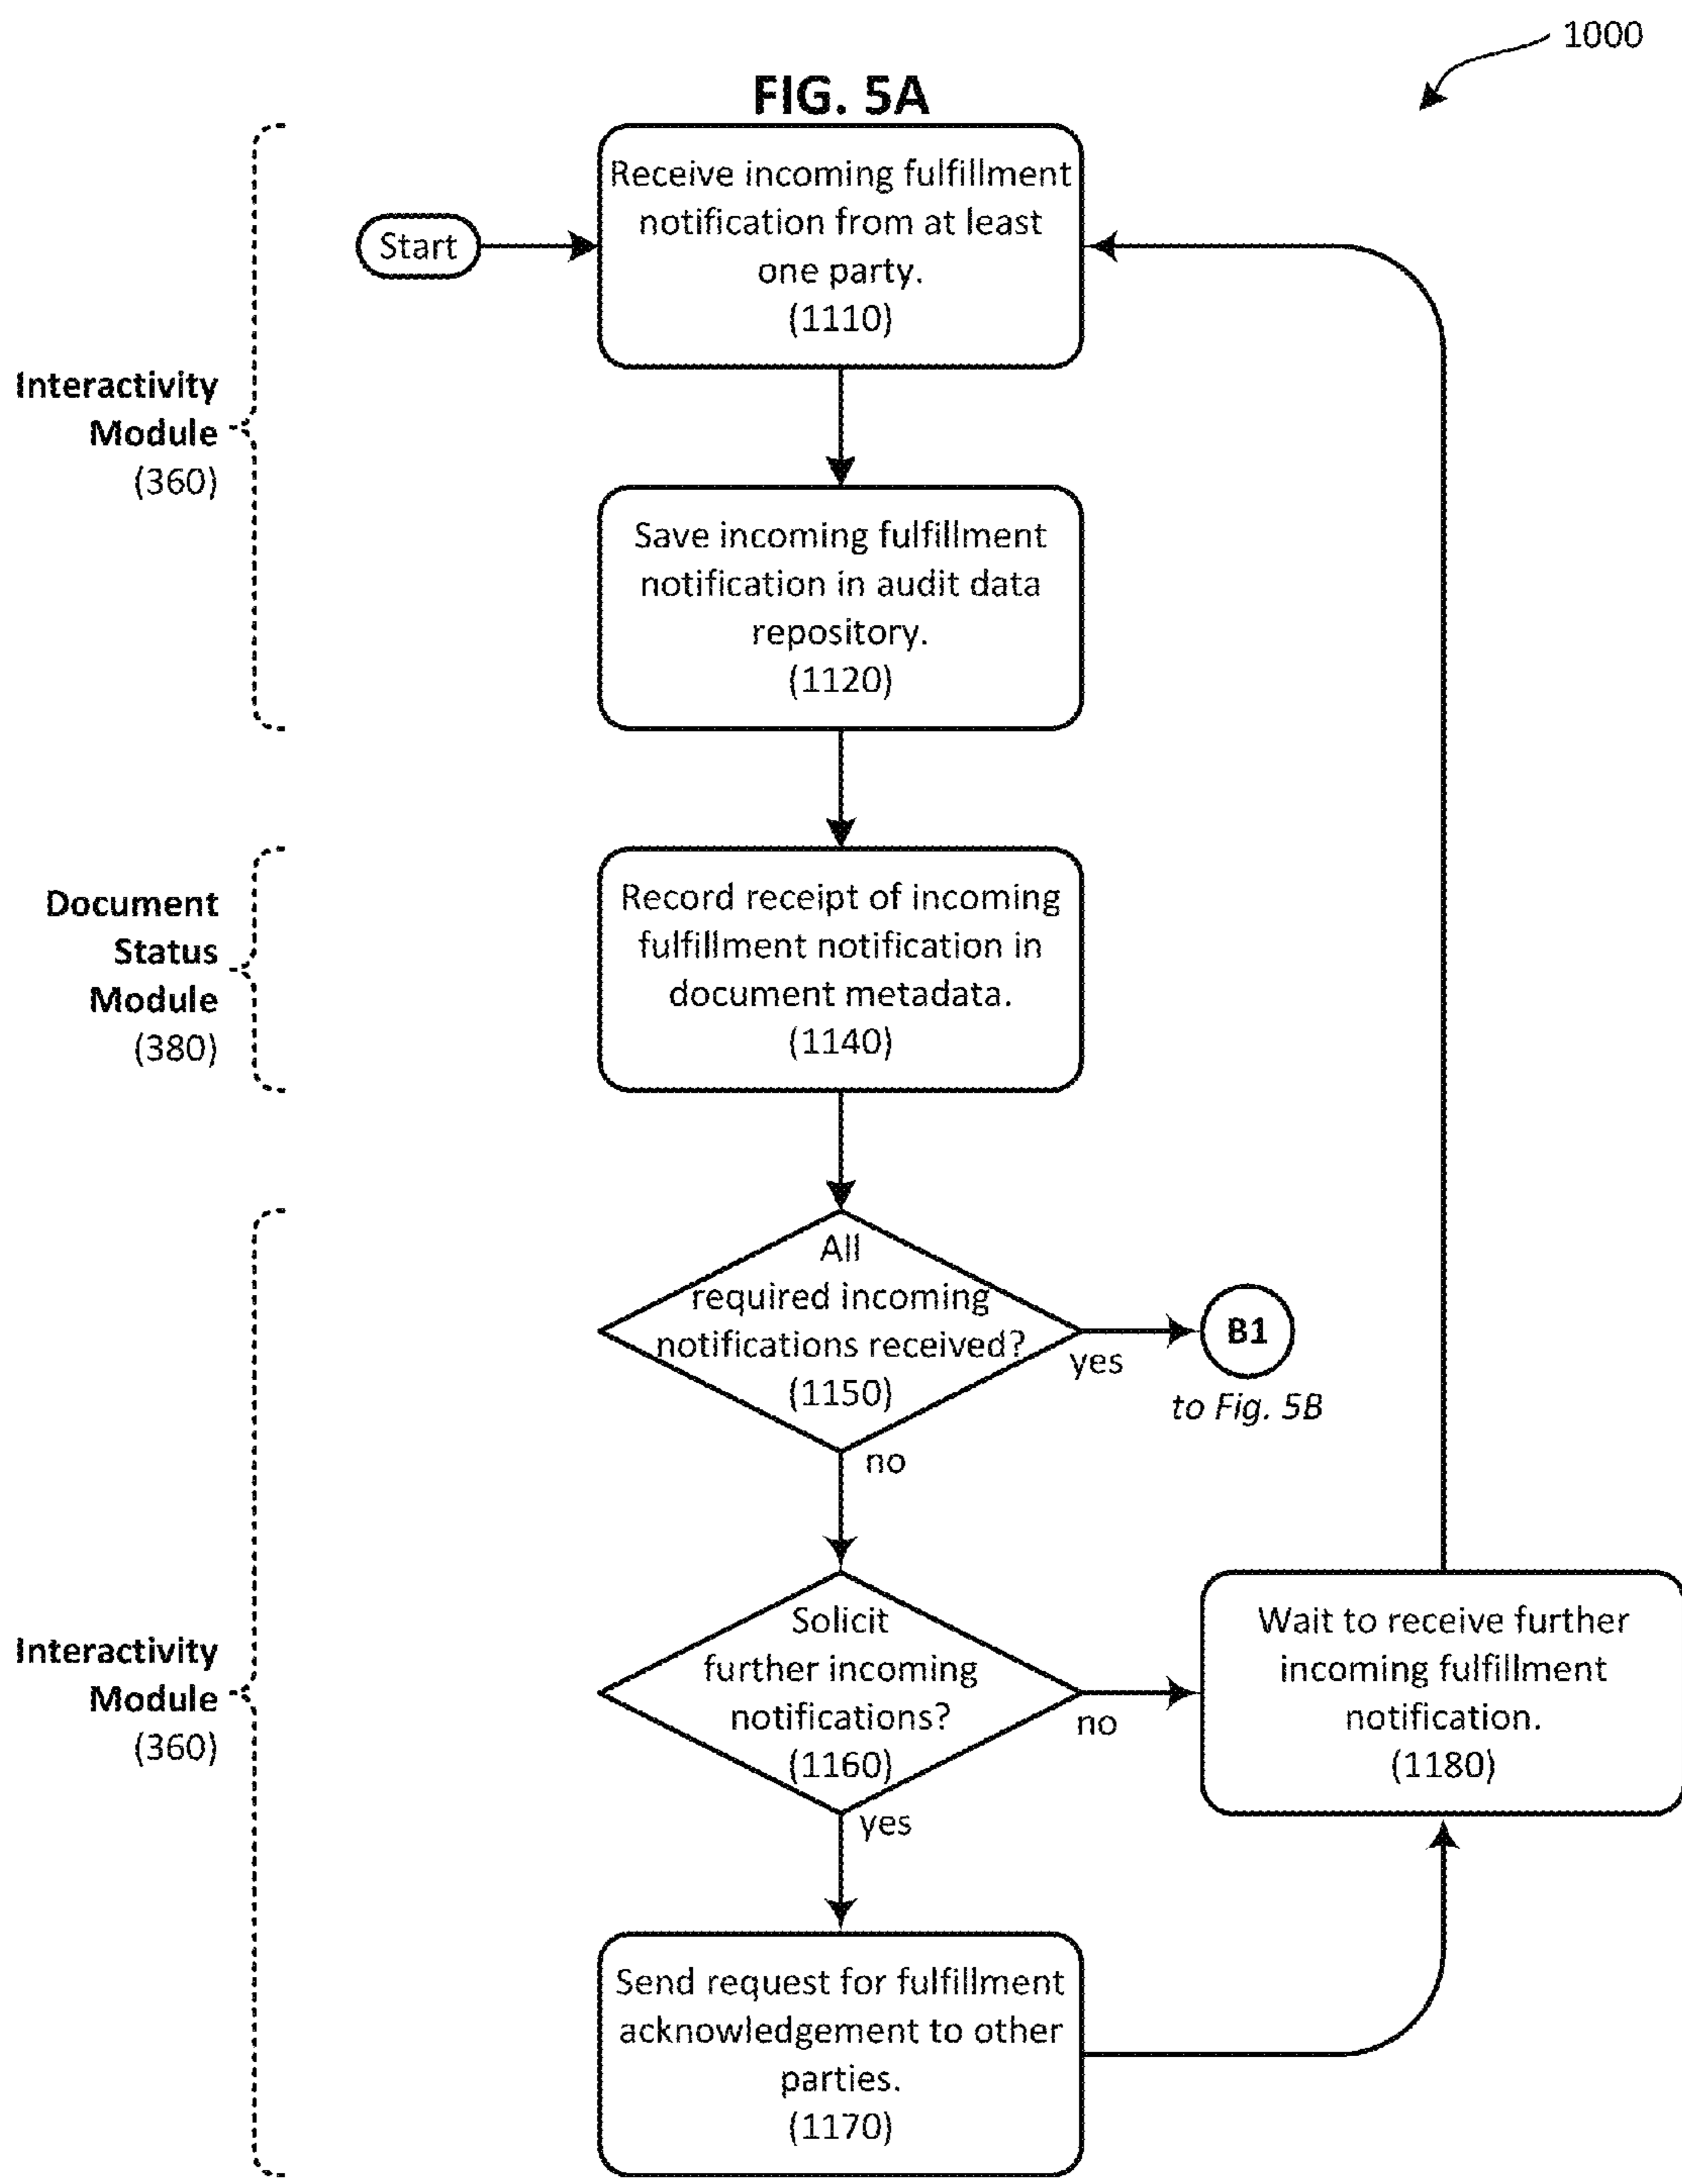 1000
FIG. 5A
Start
Receive incoming fulfillment
notification from at least
one party.
(1110)
Interactivity
Module
(360)
Save incoming fulfillment
notification in audit data
repository.
(1120)
Document
Status
Module
(380)
Record receipt of incoming
fulfillment notification in
document metadata.
(1140)
All
required incoming
notifications received?
(1150)
yes
B1
to Fig. 5B
no
Interactivity
Module
(360)
Solicit
further incoming
notifications?
(1160)
no
Wait to receive further
incoming fulfillment
notification.
(1180)
yes
Send request for fulfillment
acknowledgement to other
parties.
(1170)